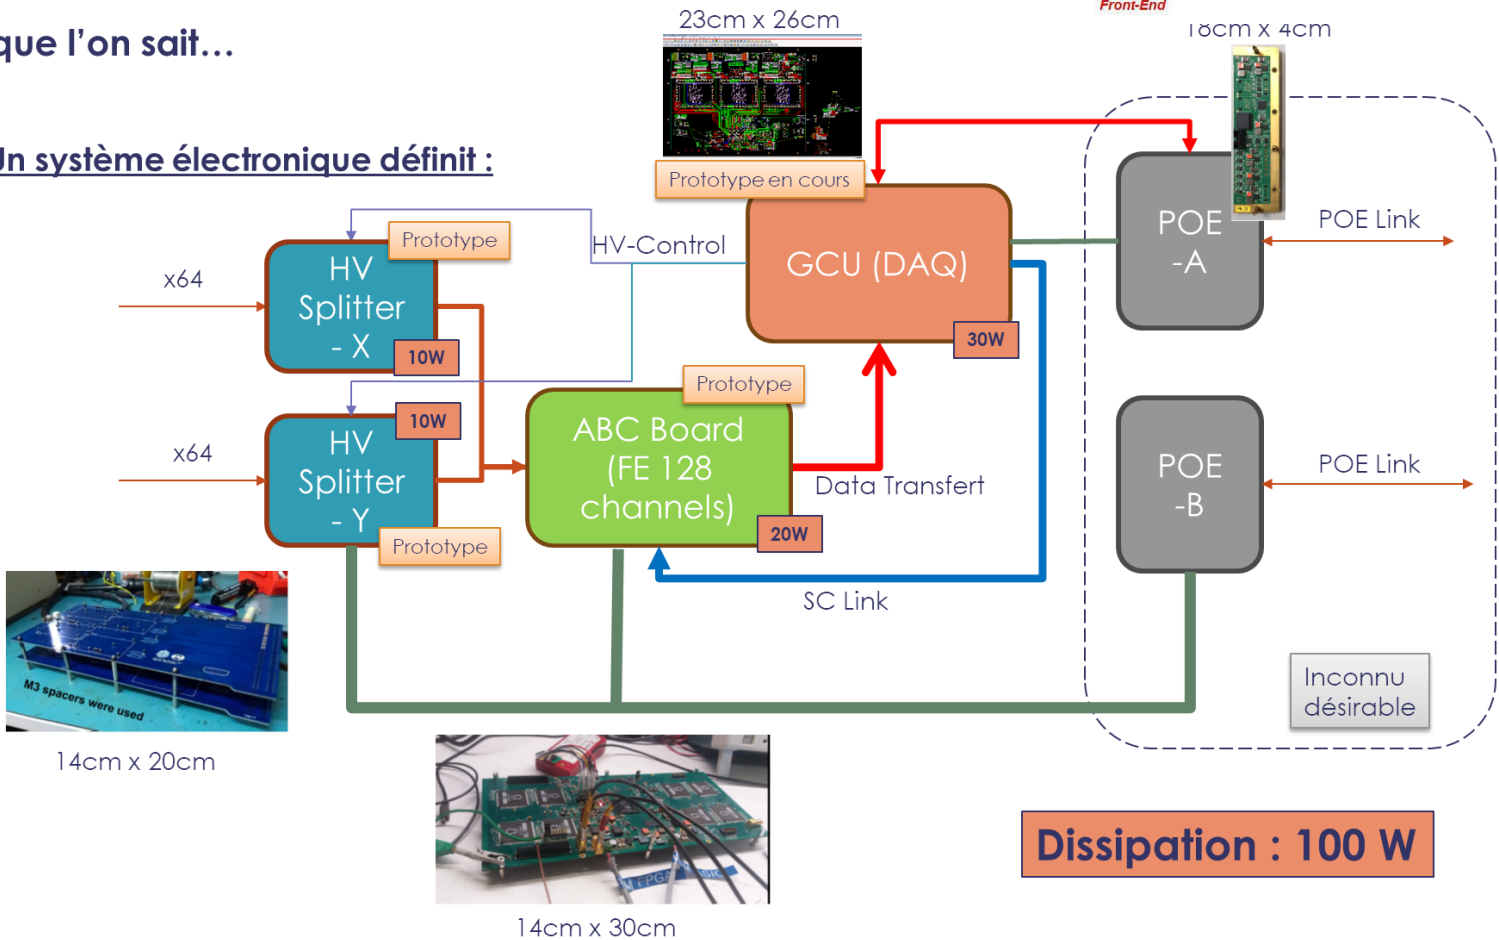 Front-End
23cm x 26cm
18cm x 4cm
que l'on sait…
Un système électronique définit :
Prototype en cours
Prototype
HV-Control
GCU (DAQ)
30W
POE
-A
POE Link
x64
HV
Splitter
- X
10W
Prototype
ABC Board
(FE 128
channels)
20W
Data Transfert
x64
10W
HV
Splitter
- Y
Prototype
POE
-B
POE Link
SC Link
M3 spacers were used
14cm x 20cm
Inconnu
désirable
FPGA
14cm x 30cm
Dissipation : 100 W